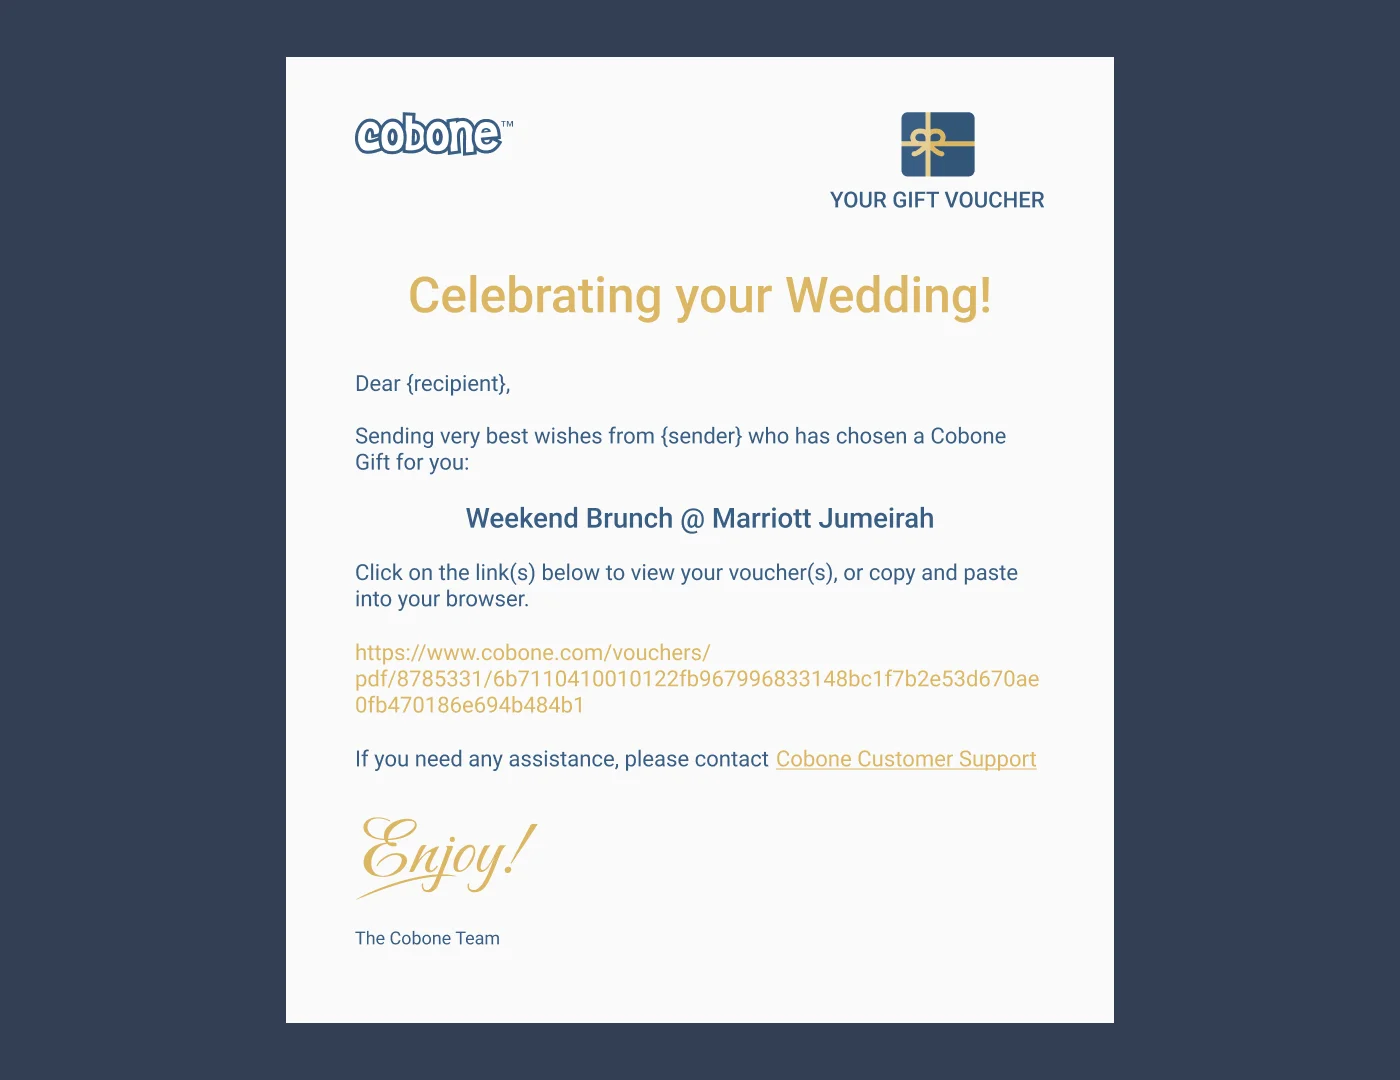 cobone™
YOUR GIFT VOUCHER
Celebrating your Wedding!
Dear {recipient},
Sending very best wishes from {sender} who has chosen a Cobone
Gift for you:
Weekend Brunch @ Marriott Jumeirah
Click on the link(s) below to view your voucher(s), or copy and paste
into your browser.
https://www.cobone.com/vouchers/
pdf/8785331/6b7110410010122fb967996833148bc1f7b2e53d670ae
0fb470186e694b484b1
If you need any assistance, please contact Cobone Customer Support
Enjoy!
The Cobone Team